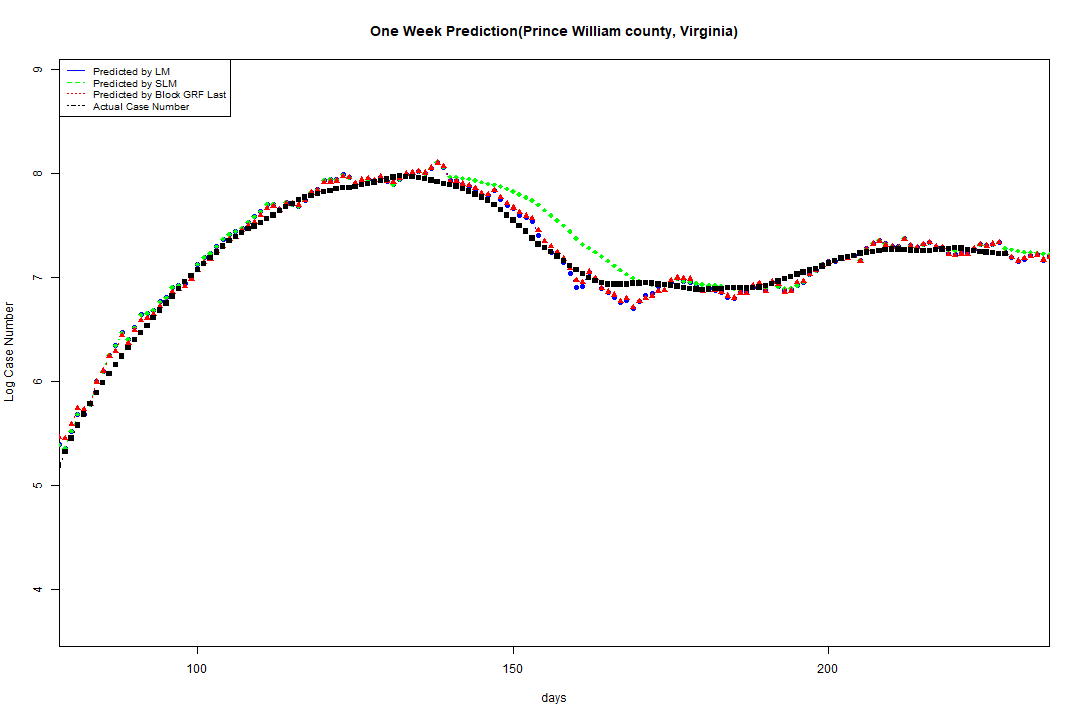 One Week Prediction(Prince William county, Virginia)
Predicted by LM
Predicted by SLM
Predicted by Block GRF Last
Actual Case Number
9
8
7
6
5
4
Log Case Number
100
150
200
days